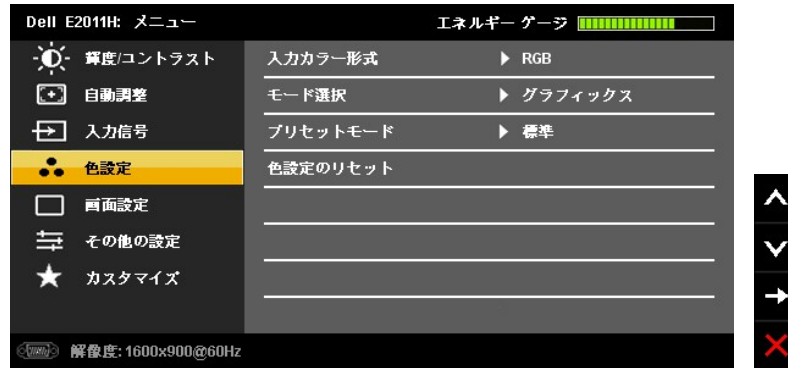 Dell E2011H: メニュー
エネルギー ゲージ
輝度/コントラスト
自動調整
入力信号
色設定
画面設定
その他の設定
カスタマイズ
入力カラー形式 RGB
モード選択 グラフィックス
プリセットモード 標準
色設定のリセット
解像度: 1600x900@60Hz